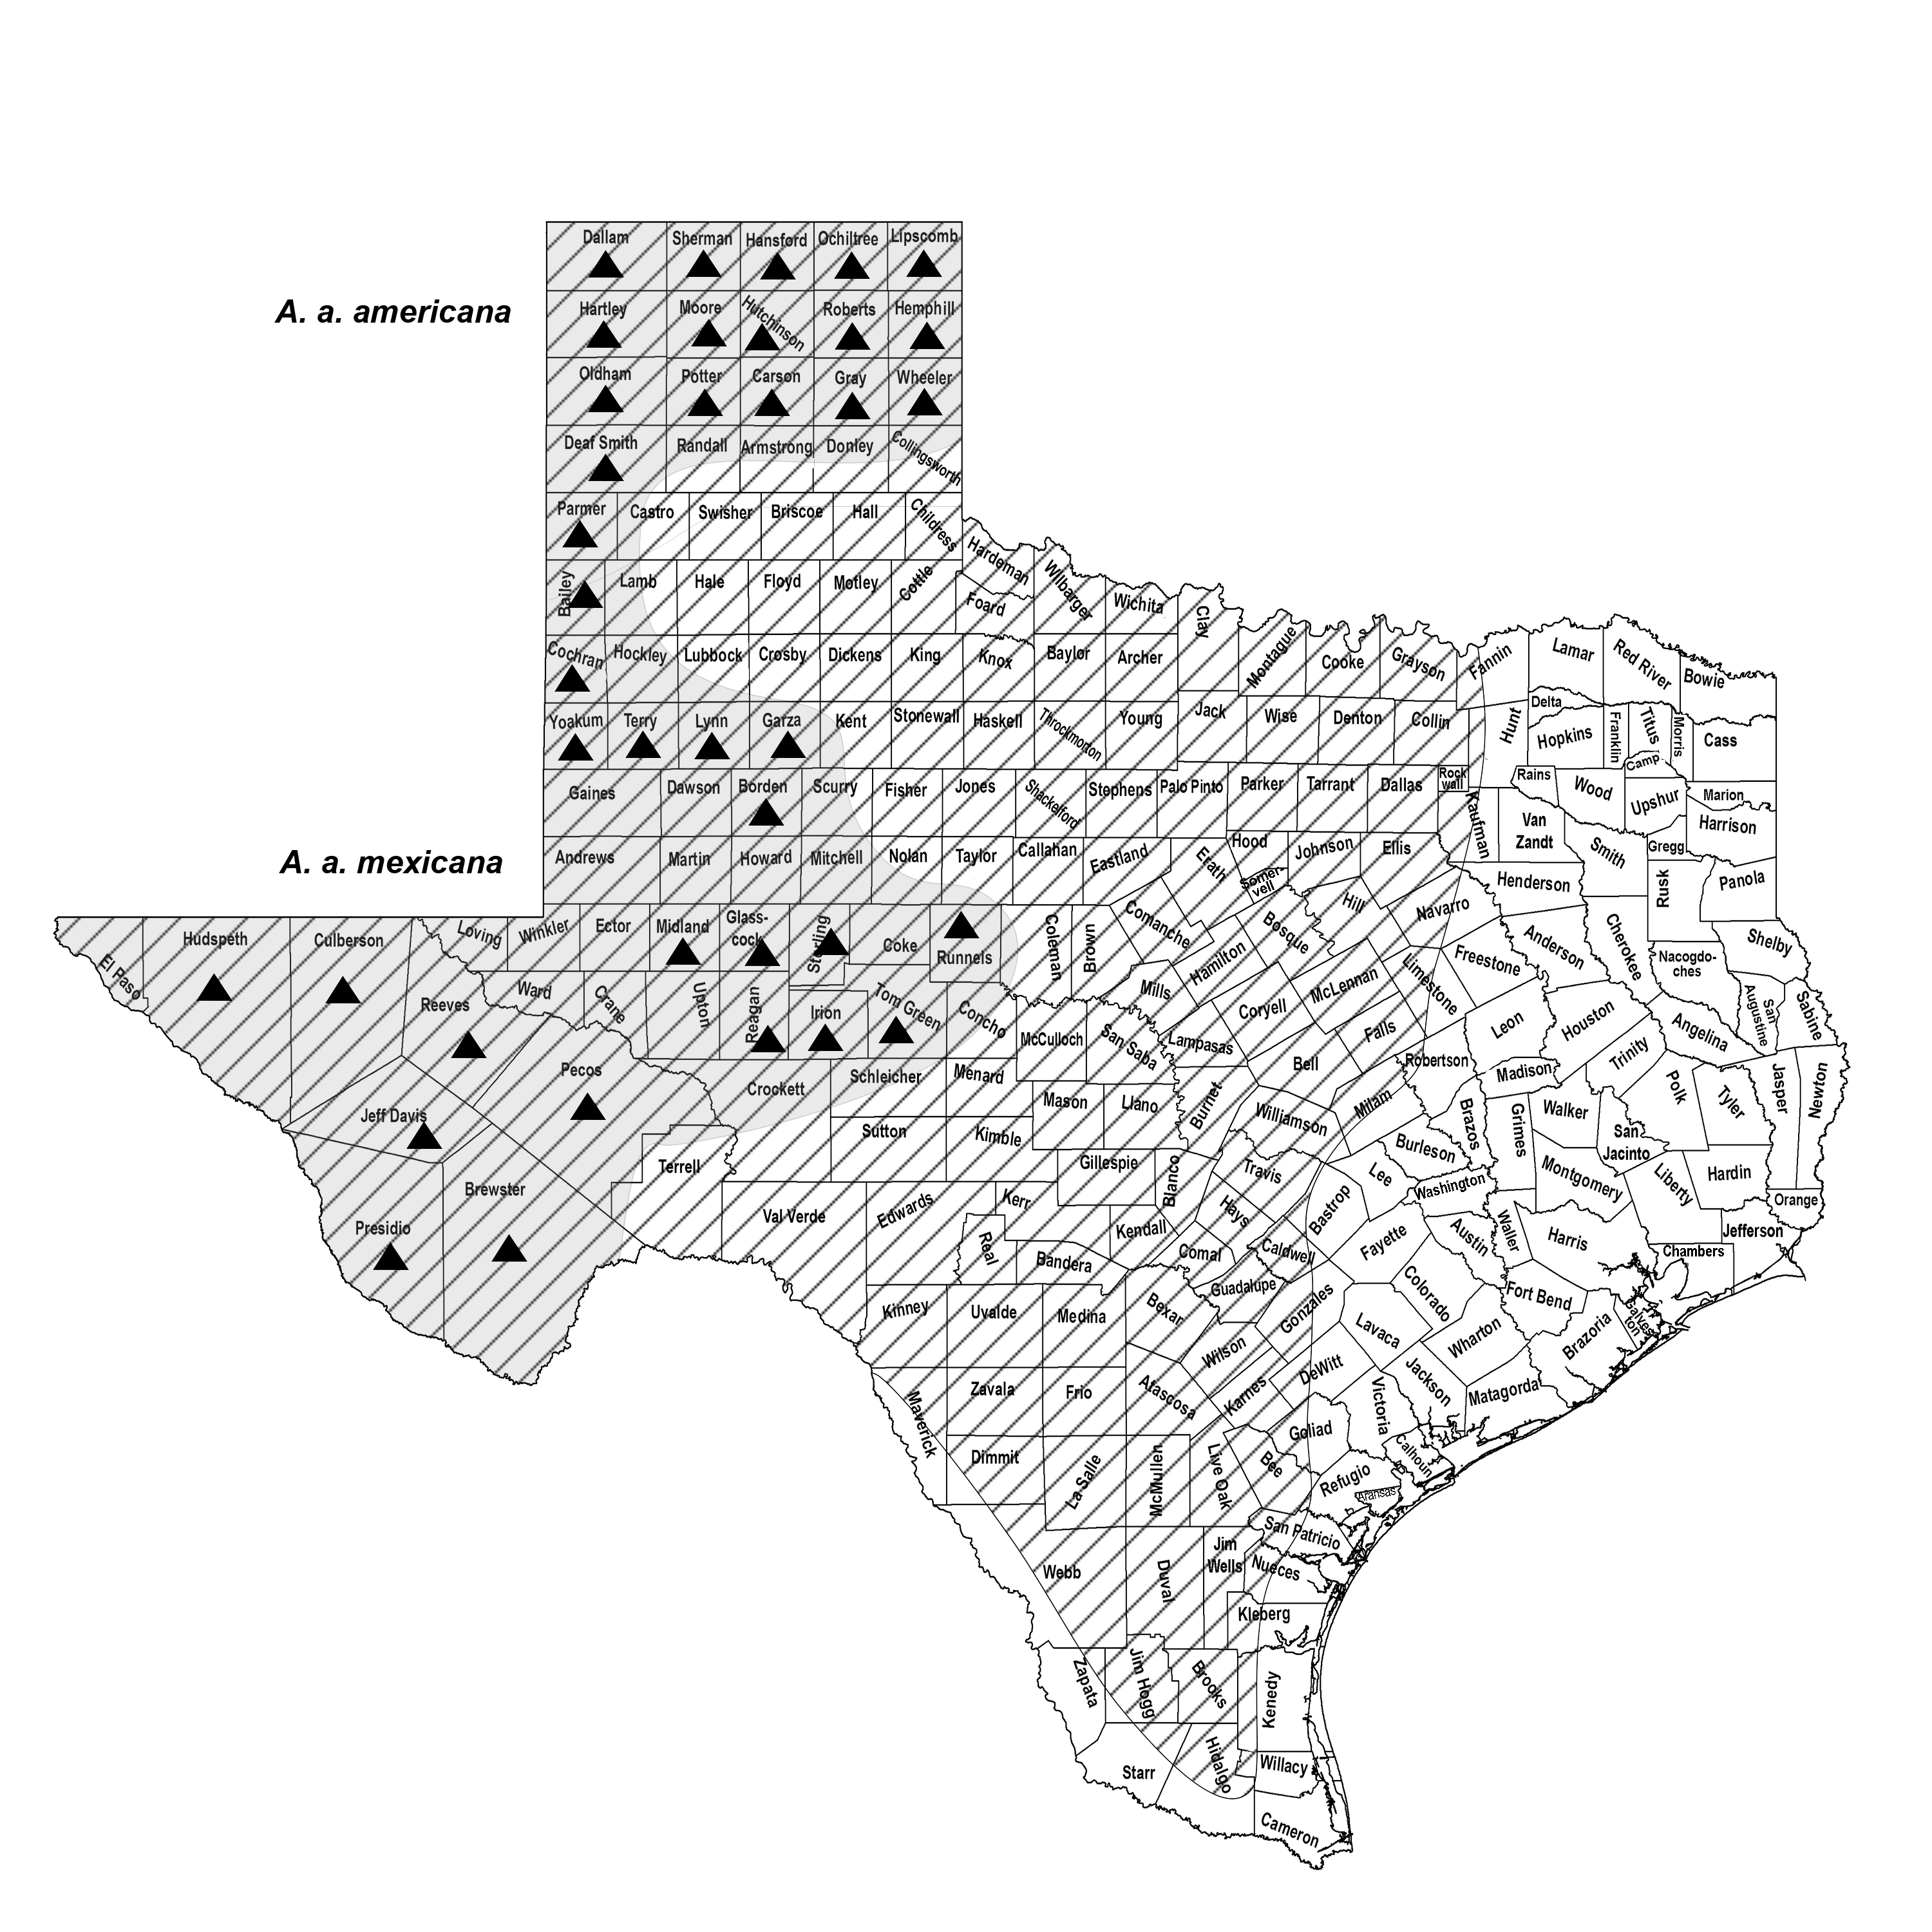 Dallam Sherman Hansford Ochiltree Lipscomb
A. a. americana
Hartley Moore Hutchinson Roberts Hemphill
Oldham Potter Carson Gray Wheeler
Deaf Smith Randall Armstrong Donley Collingsworth
Parmer Castro Swisher Briscoe Hall Childress
Hardeman
Bailey Lamb Hale Floyd Motley Cottle Foard Wilbarger Wichita Clay
Montague Cooke Grayson Fannin Lamar Red River Bowie
Cochran Hockley Lubbock Crosby Dickens King Knox Baylor Archer
Yoakum Terry Lynn Garza Kent Stonewall Haskell Throckmorton Young Jack Wise Denton Collin Hunt Delta Hopkins Franklin Titus Morris Cass
Camp
Gaines Dawson Borden Scurry Fisher Jones Shackelford Stephens Palo Pinto Parker Tarrant Dallas
Rock
wall
Rains Wood Upshur Marion
Harrison
Kaufman
Van
Zandt
A. a. mexicana
Andrews Martin Howard Mitchell Nolan Taylor Callahan Eastland Erath Hood Johnson Ellis
Somer-
vell
Smith Gregg
Henderson Rusk Panola
Hudspeth Culberson Loving Winkler Ector Midland
Glass-
cock
Sterling Coke Runnels Coleman Brown Comanche Hamilton Bosque Hill Navarro
Freestone Anderson Cherokee
Nacogdo-
ches
Shelby
El Paso
Reeves Ward Crane Upton Reagan Irion Tom Green Concho McCulloch San Saba Mills Lampasas Coryell McLennan Limestone Falls
Leon Houston Angelina
San
Augustine
Sabine
Trinity
Pecos Crockett Schleicher Menard Mason Llano Burnet Bell Robertson Madison Polk Tyler Jasper Newton
Jeff Davis
Sutton Kimble Williamson Milam Brazos Grimes Walker
San
Jacinto
Burleson
Terrell Gillespie Blanco Travis Lee Washington Montgomery Liberty Hardin Orange
Brewster
Presidio Val Verde Edwards Kerr Real Kendall Hays Bastrop Fayette Austin Waller Harris Jefferson
Chambers
Bandera Comal Caldwell
Guadalupe Colorado Fort Bend
Galves
ton
Kinney Uvalde Medina Bexar Gonzales Lavaca Wharton Brazoria
Wilson
Maverick Zavala Frio Atascosa Karnes DeWitt Victoria Jackson Matagorda
Goliad Calhoun
Dimmit La Salle McMullen Live Oak Bee Refugio
Aransas
San Patricio
Webb Duval
Jim
Wells
Nueces
Kleberg
Zapata Jim Hogg Brooks Kenedy
Starr Hidalgo Willacy
Cameron